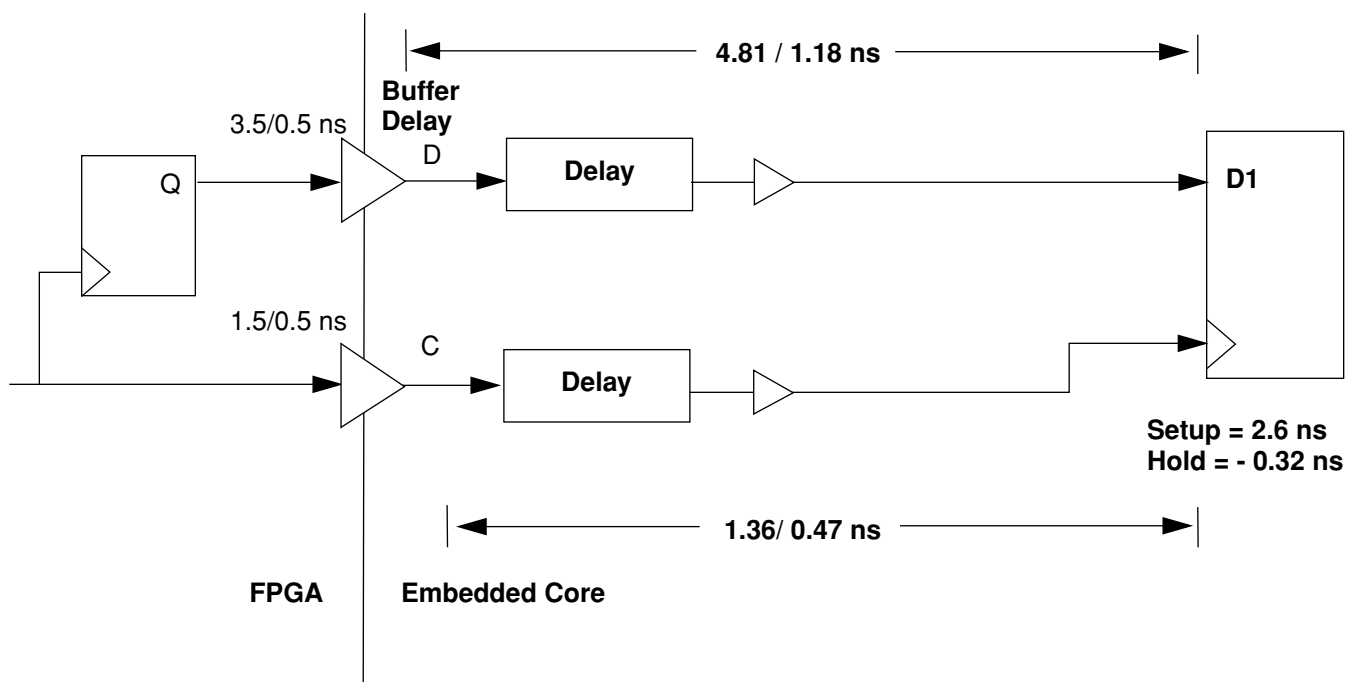 4.81 / 1.18 ns
Buffer
Delay
3.5/0.5 ns
D
Delay
Q
D1
1.5/0.5 ns
C
Delay
Setup = 2.6 ns
Hold = - 0.32 ns
1.36/ 0.47 ns
FPGA
Embedded Core